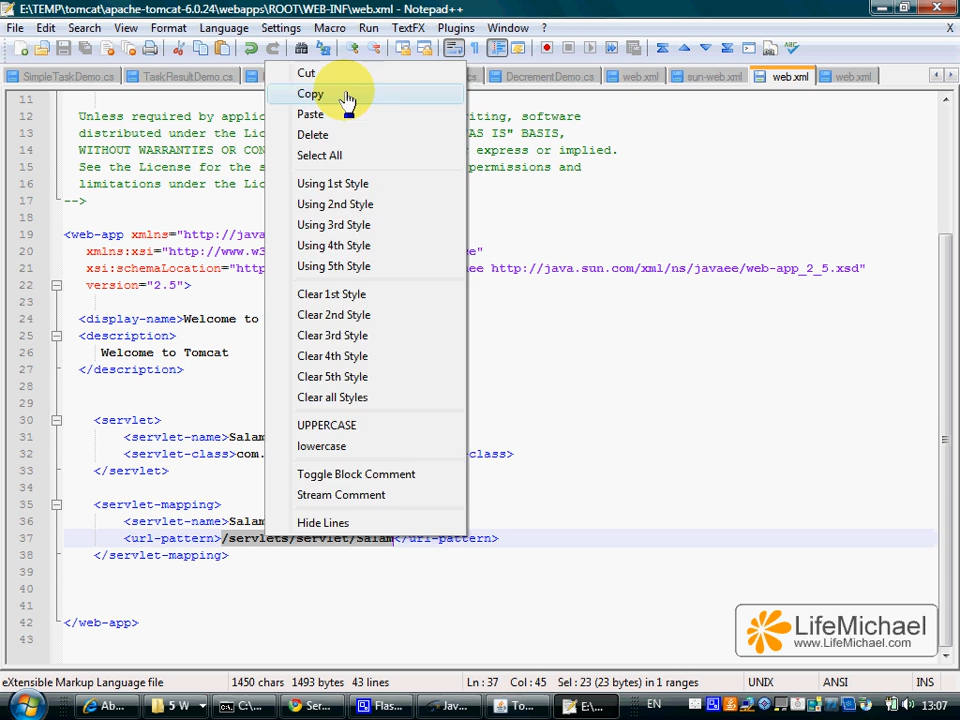 E:\TEMP\tomcat\apache-tomcat-6.0.24\webapps\ROOT\WEB-INF\web.xml - Notepad++
File Edit Search View Format Language Settings Macro Run TextFX Plugins ? X
SimpleTaskDemo.cs TaskResultDemo.cs cs DecrementDemo.cs web.xml sun-web.xml web.xml web.xml
11
12 Unless required by applic iting, software
13 distributed under the Lic AS IS" BASIS,
14 WITHOUT WARRANTIES OR CON express or implied.
15 See the License for the s permissions and
16 limitations under the Lic
17 -->
18
19 <web-app xmlns="http://java
20 xmlns:xsi="http://www.w3 e"
21 xsi:schemaLocation="http ee http://java.sun.com/xml/ns/javaee/web-app_2_5.xsd"
22 version="2.5">
23
24 <display-name>Welcome to
25 <description>
26 Welcome to Tomcat
27 </description>
28
29
30 <servlet>
31 <servlet-name>Salam
32 <servlet-class>com. -class>
33 </servlet>
34
35 <servlet-mapping>
36 <servlet-name>Salam
37 <url-pattern>/servlets/servlet/Salam</url-pattern>
38 </servlet-mapping>
39
40
41
42 </web-app>
43
Cut
Copy
Paste
Delete
Select All
Using 1st Style
Using 2nd Style
Using 3rd Style
Using 4th Style
Using 5th Style
Clear 1st Style
Clear 2nd Style
Clear 3rd Style
Clear 4th Style
Clear 5th Style
Clear all Styles
UPPERCASE
lowercase
Toggle Block Comment
Stream Comment
Hide Lines
LifeMichael
www.lifemichael.com
eXtensible Markup Language file 1450 chars 1493 bytes 43 lines Ln : 37 Col : 45 Sel : 23 (23 bytes) in 1 ranges UNIX ANSI INS
Ab... 5 W C:\... Ser... Flas... Jav... To... E:\... EN 13:07